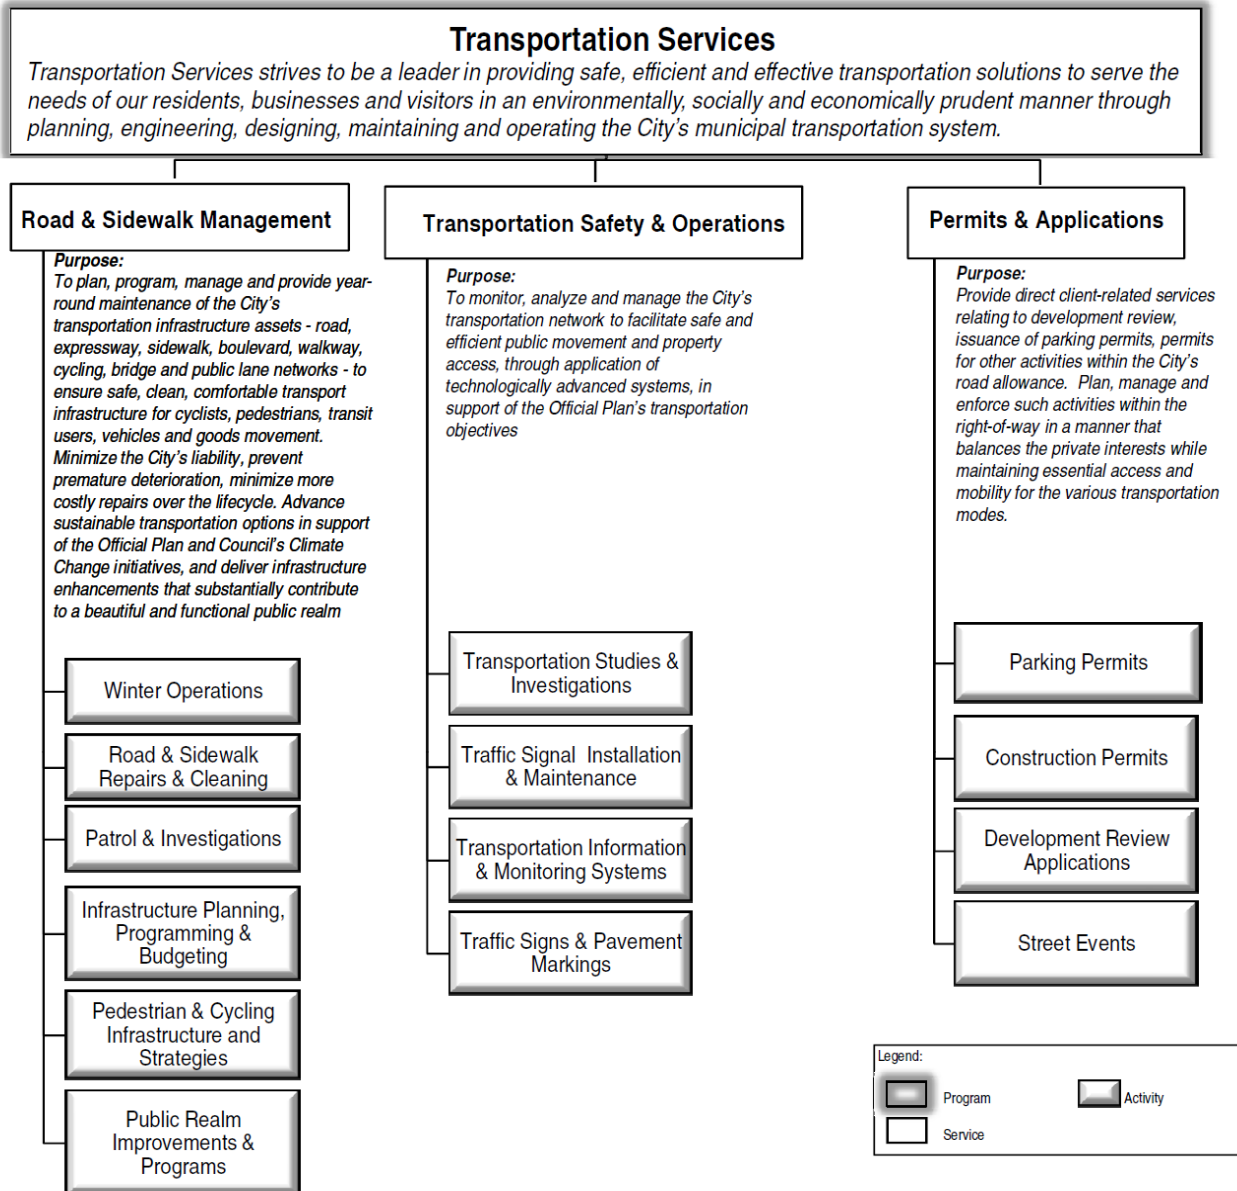 Transportation Services
Transportation Services strives to be a leader in providing safe, efficient and effective transportation solutions to serve the
needs of our residents, businesses and visitors in an environmentally, socially and economically prudent manner through
planning, engineering, designing, maintaining and operating the City's municipal transportation system.
Road & Sidewalk Management
Purpose:
To plan, program, manage and provide year-
round maintenance of the City's
transportation infrastructure assets - road,
expressway, sidewalk, boulevard, walkway,
cycling, bridge and public lane networks - to
ensure safe, clean, comfortable transport
infrastructure for cyclists, pedestrians, transit
users, vehicles and goods movement.
Minimize the City's liability, prevent
premature deterioration, minimize more
costly repairs over the lifecycle. Advance
sustainable transportation options in support
of the Official Plan and Council's Climate
Change initiatives, and deliver infrastructure
enhancements that substantially contribute
to a beautiful and functional public realm
Winter Operations
Road & Sidewalk
Repairs & Cleaning
Patrol & Investigations
Infrastructure Planning,
Programming &
Budgeting
Pedestrian & Cycling
Infrastructure and
Strategies
Public Realm
Improvements &
Programs
Transportation Safety & Operations
Purpose:
To monitor, analyze and manage the City's
transportation network to facilitate safe and
efficient public movement and property
access, through application of
technologically advanced systems, in
support of the Official Plan's transportation
objectives
Transportation Studies &
Investigations
Traffic Signal Installation
& Maintenance
Transportation Information
& Monitoring Systems
Traffic Signs & Pavement
Markings
Permits & Applications
Purpose:
Provide direct client-related services
relating to development review,
issuance of parking permits, permits
for other activities within the City's
road allowance. Plan, manage and
enforce such activities within the
right-of-way in a manner that
balances the private interests while
maintaining essential access and
mobility for the various transportation
modes.
Parking Permits
Construction Permits
Development Review
Applications
Street Events
Legend:
Program
Activity
Service